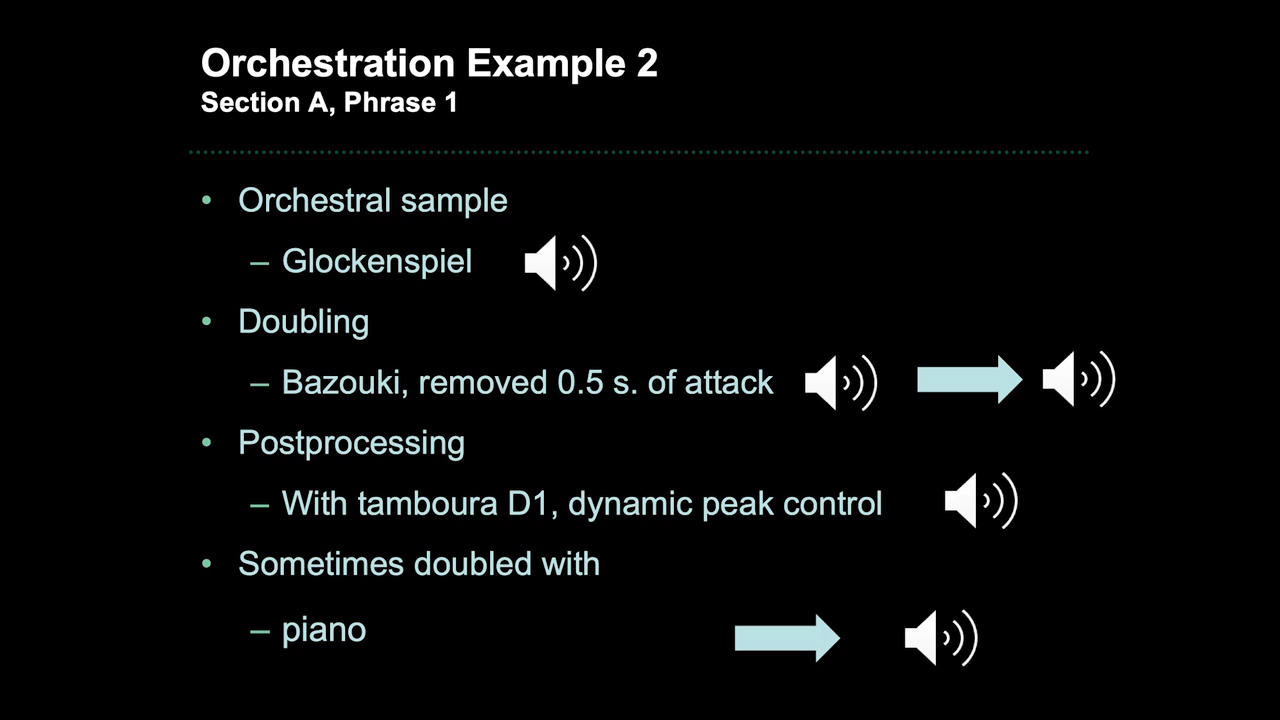 Orchestration Example 2
Section A, Phrase 1
• Orchestral sample
– Glockenspiel
• Doubling
– Bazouki, removed 0.5 s. of attack
• Postprocessing
– With tamboura D1, dynamic peak control
• Sometimes doubled with
– piano